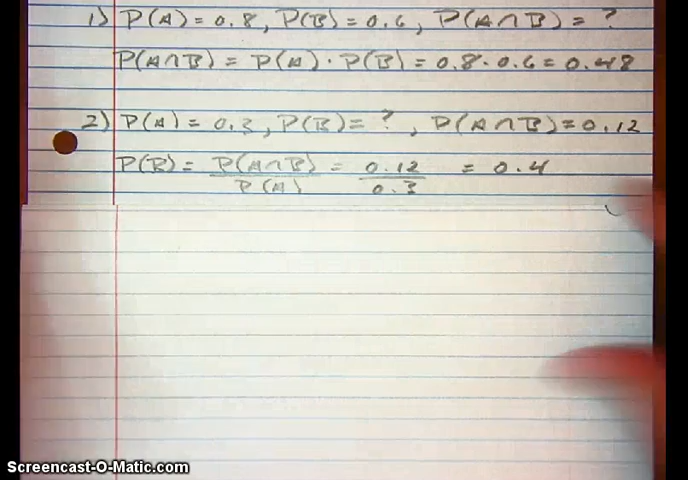 1) P(A) = 0.8, P(B) = 0.6, P(A∩B) = ?
P(A∩B) = P(A) · P(B) = 0.8 · 0.6 = 0.48
2) P(A) = 0.3, P(B) = ?, P(A∩B) = 0.12
P(B) = P(A∩B) / P(A) = 0.12 / 0.3 = 0.4
Screencast-O-Matic.com